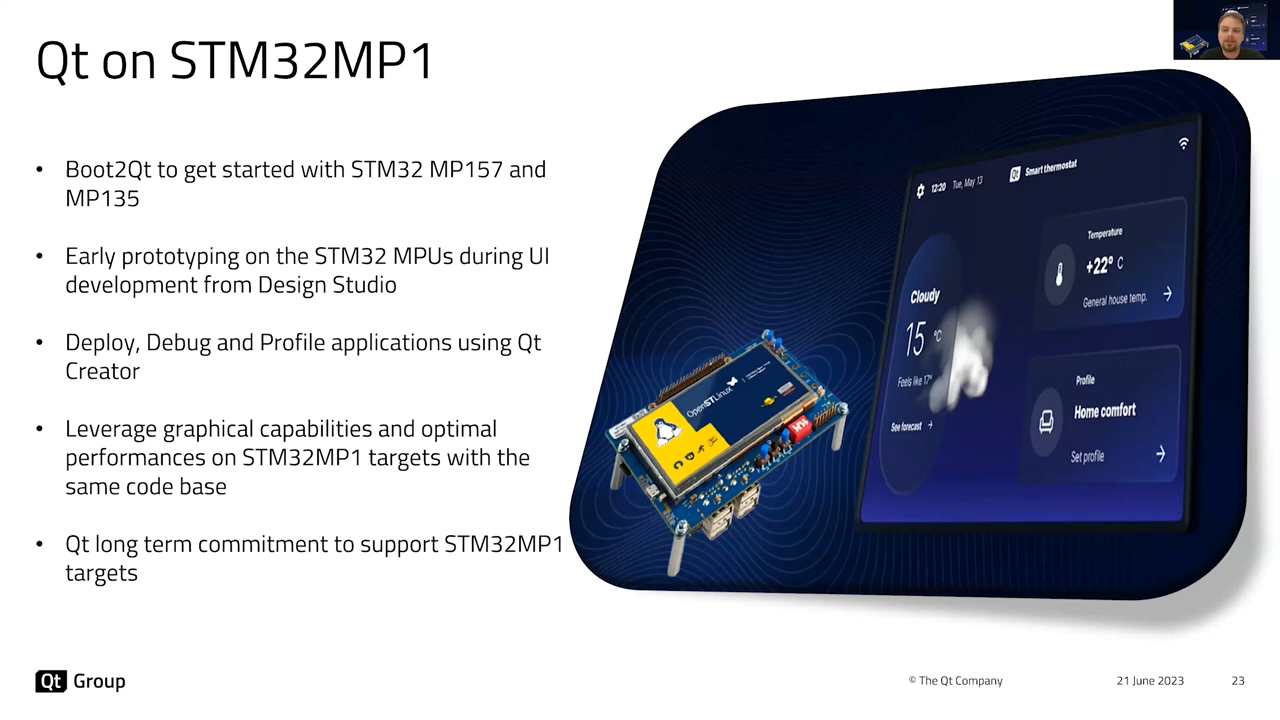 Qt on STM32MP1
• Boot2Qt to get started with STM32 MP157 and
MP135
• Early prototyping on the STM32 MPUs during UI
development from Design Studio
• Deploy, Debug and Profile applications using Qt
Creator
• Leverage graphical capabilities and optimal
performances on STM32MP1 targets with the
same code base
• Qt long term commitment to support STM32MP1
targets
12:20 Tue, May 13
Qt Smart thermostat
Cloudy
15 °C
Feels like 17°
See forecast →
Temperature
+22° C
General house temp. →
Profile
Home comfort
Set profile →
OpenSTLinux
Qt Group
© The Qt Company
21 June 2023
23